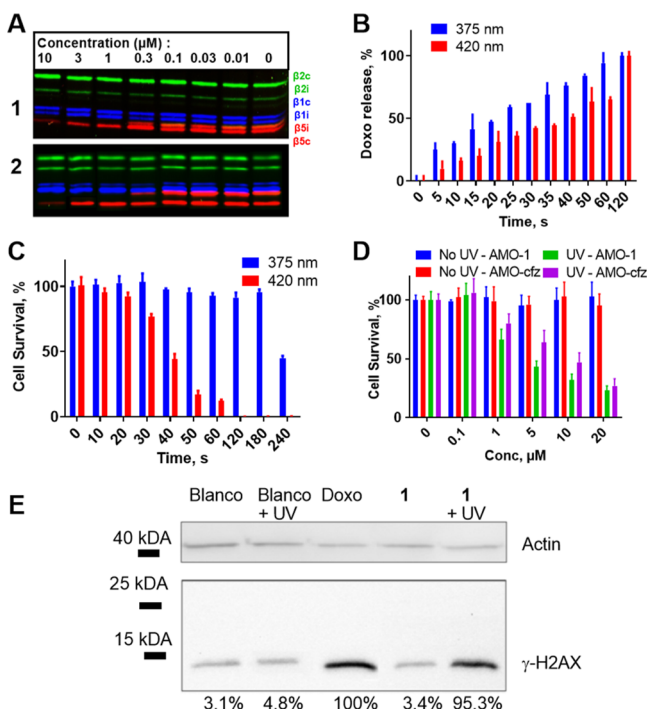 A
Concentration (µM) :
10 3 1 0.3 0.1 0.03 0.01 0
β2c
β2i
β1c
β1i
β5i
β5c
1
2
B
375 nm
420 nm
Doxo release, %
100
50
0
0 5 10 15 20 25 30 35 40 50 60 120
Time, s
C
375 nm
420 nm
Cell Survival, %
100
50
0
0 10 20 30 40 50 60 120 180 240
Time, s
D
No UV - AMO-1 UV - AMO-1
No UV - AMO-cfz UV - AMO-cfz
Cell Survival, %
100
50
0
0 0.1 1 5 10 20
Conc, µM
E
Blanco Blanco + UV Doxo 1 1 + UV
40 kDA
Actin
25 kDA
15 kDA
γ-H2AX
3.1% 4.8% 100% 3.4% 95.3%